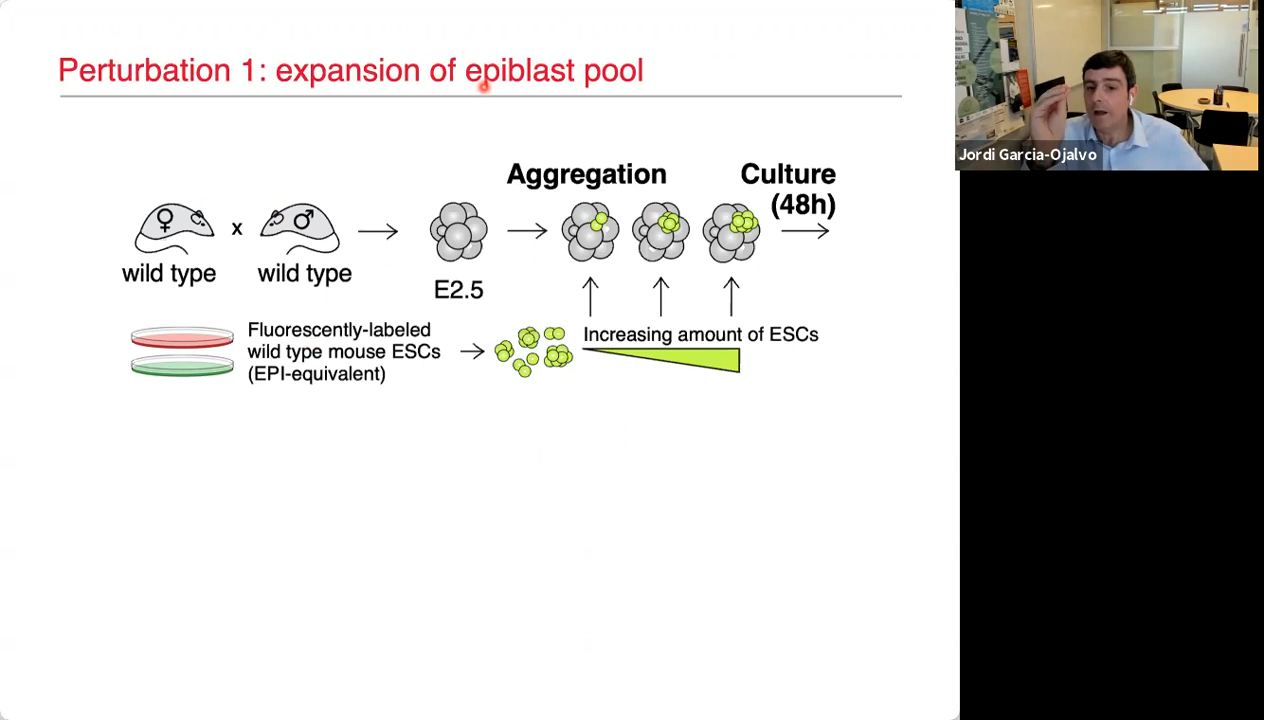 Perturbation 1: expansion of epiblast pool
Jordi Garcia-Ojalvo
Aggregation
Culture
(48h)
♀
x
♂
wild type
wild type
E2.5
Fluorescently-labeled
wild type mouse ESCs
(EPI-equivalent)
Increasing amount of ESCs